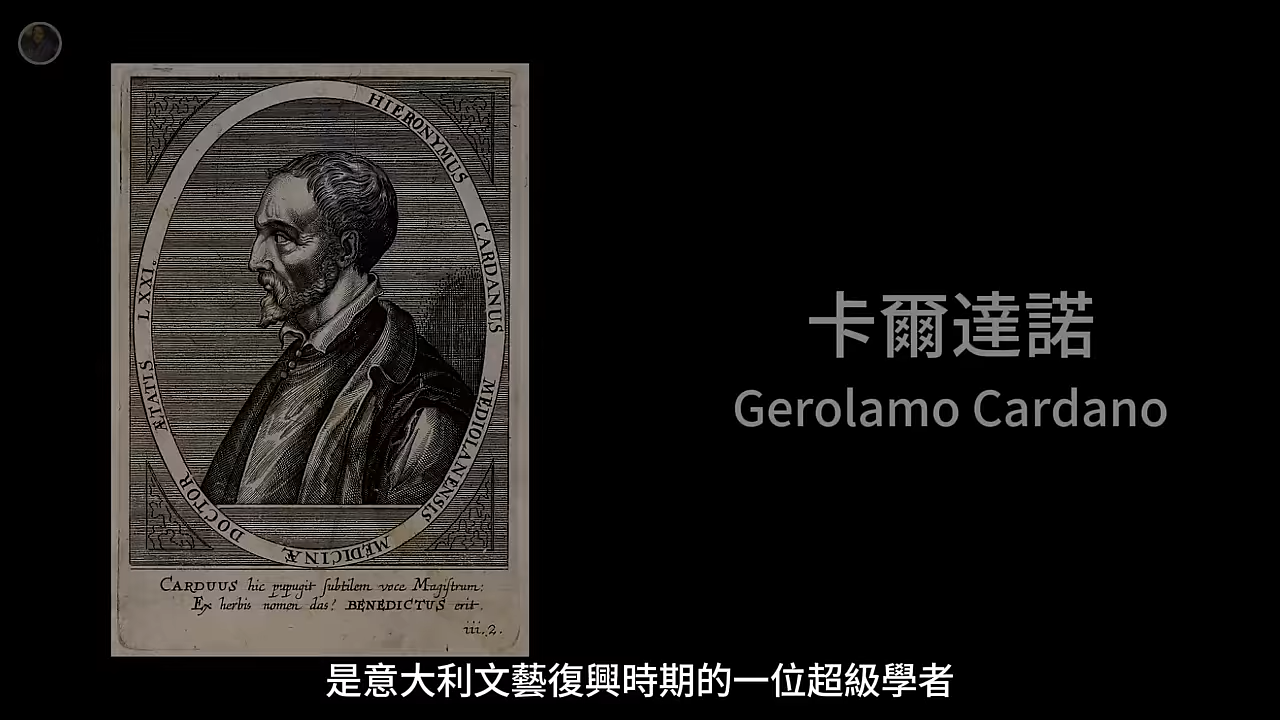 HIERONYMUS CARDANUS MEDIOLANENSIS MEDICINÆ DOCTOR ÆTATIS LXXI.
CARDUUS hic pupugit ſubtilem voce Magiſtrum;
Ex herbis nomen das? BENEDICTUS erit.
iii.2.
卡爾達諾
Gerolamo Cardano
是意大利文藝復興時期的一位超級學者